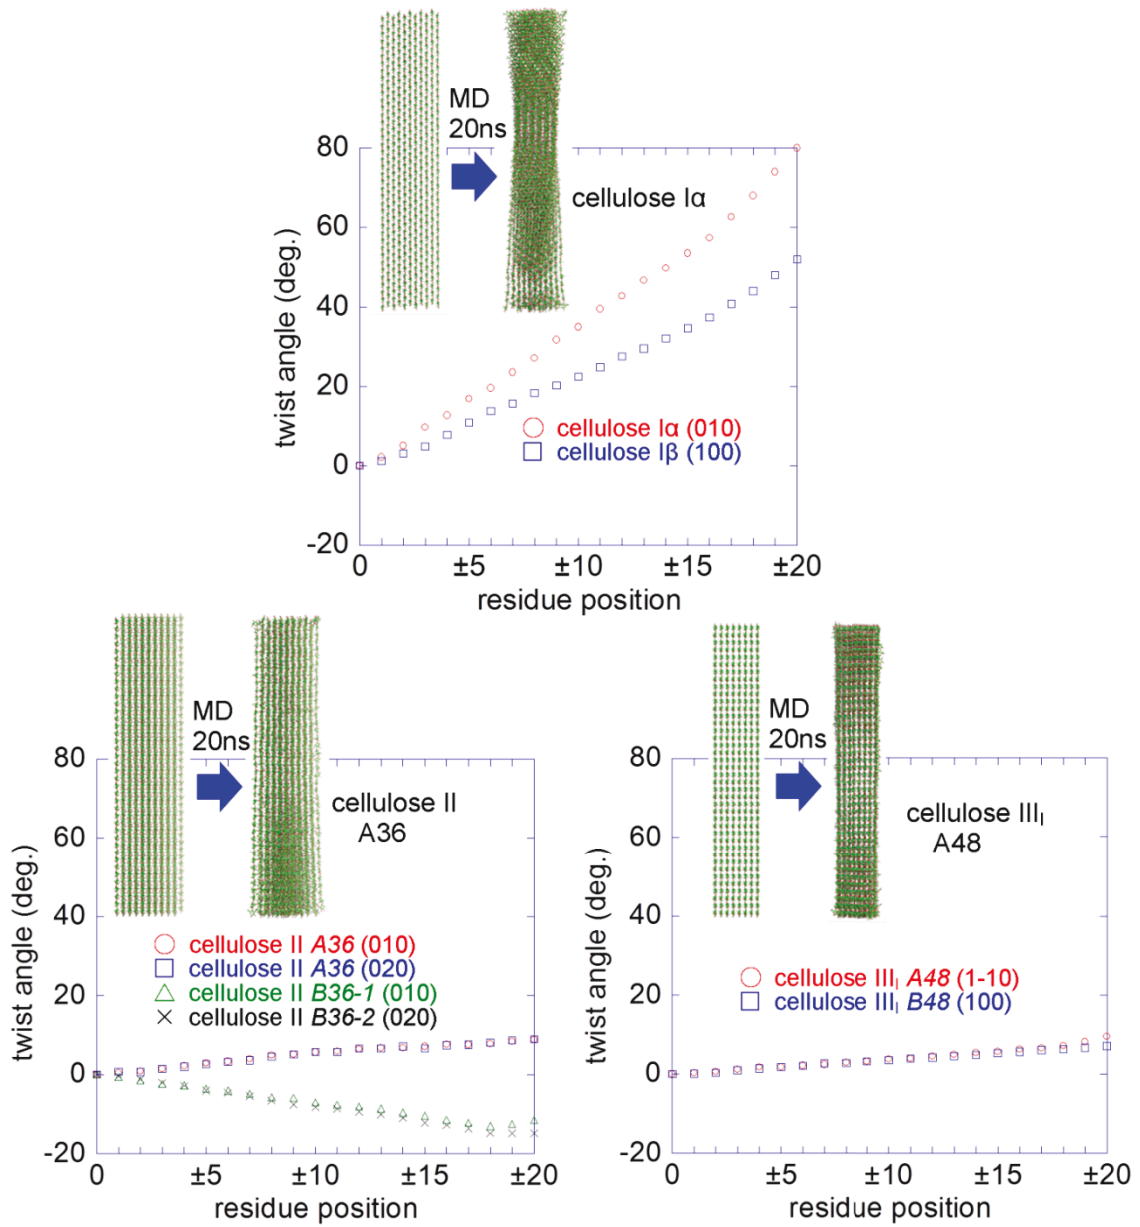 MD
20ns
80
60
40
20
0
-20
twist angle (deg.)
cellulose Iα
cellulose Iα (010)
cellulose Iβ (100)
0
±5
±10
±15
±20
residue position
MD
20ns
80
60
40
20
0
-20
twist angle (deg.)
cellulose II
A36
cellulose II A36 (010)
cellulose II A36 (020)
cellulose II B36-1 (010)
cellulose II B36-2 (020)
0
±5
±10
±15
±20
residue position
MD
20ns
80
60
40
20
0
-20
twist angle (deg.)
cellulose IIII
A48
cellulose IIII A48 (1-10)
cellulose IIII B48 (100)
0
±5
±10
±15
±20
residue position